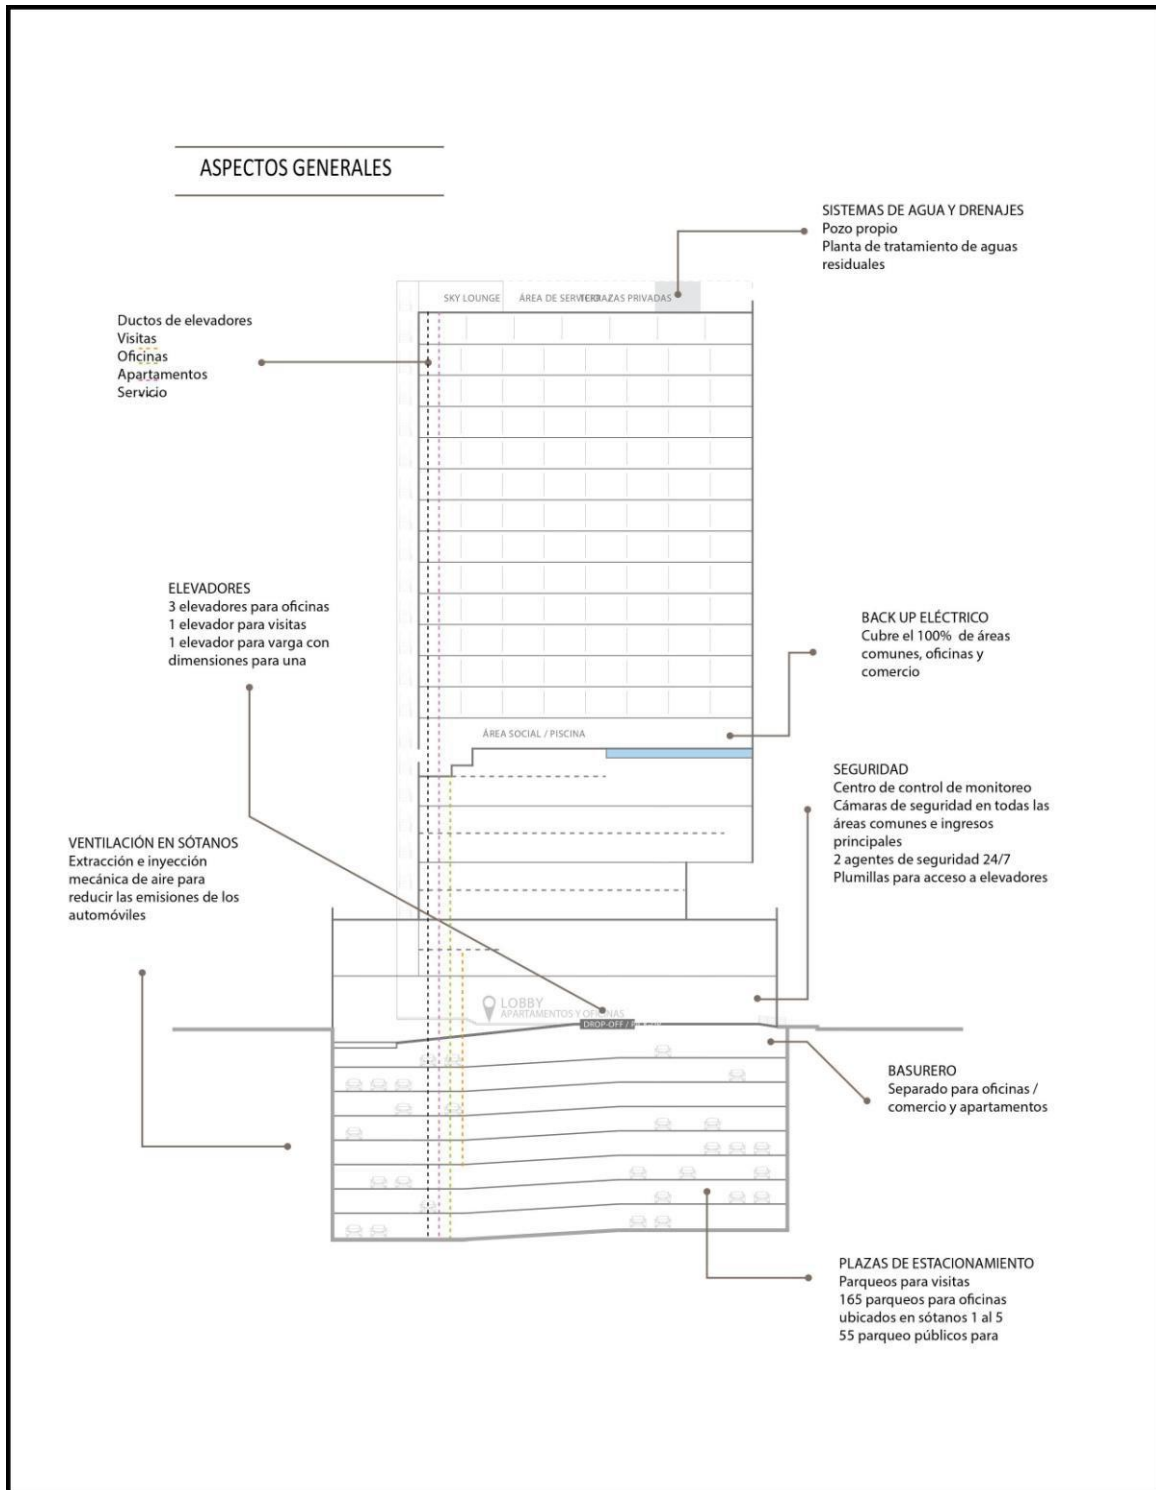 ASPECTOS GENERALES
SISTEMAS DE AGUA Y DRENAJES
Pozo propio
Planta de tratamiento de aguas
residuales
SKY LOUNGE
ÁREA DE SERVICIO
TERRAZAS PRIVADAS
Ductos de elevadores
Visitas
Oficinas
Apartamentos
Servicio
ELEVADORES
3 elevadores para oficinas
1 elevador para visitas
1 elevador para varga con
dimensiones para una
BACK UP ELÉCTRICO
Cubre el 100% de áreas
comunes, oficinas y
comercio
ÁREA SOCIAL / PISCINA
SEGURIDAD
Centro de control de monitoreo
Cámaras de seguridad en todas las
áreas comunes e ingresos
principales
2 agentes de seguridad 24/7
Plumillas para acceso a elevadores
VENTILACIÓN EN SÓTANOS
Extracción e inyección
mecánica de aire para
reducir las emisiones de los
automóviles
LOBBY
APARTAMENTOS Y OFICINAS
DROP-OFF /
BASURERO
Separado para oficinas /
comercio y apartamentos
PLAZAS DE ESTACIONAMIENTO
Parqueos para visitas
165 parqueos para oficinas
ubicados en sótanos 1 al 5
55 parqueo públicos para